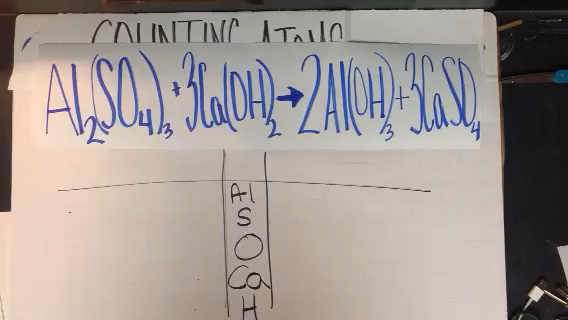 COUNTING ATOMS
Al₂(SO₄)₃ + 3Ca(OH)₂ → 2Al(OH)₃ + 3CaSO₄
Al
S
O
Ca
H